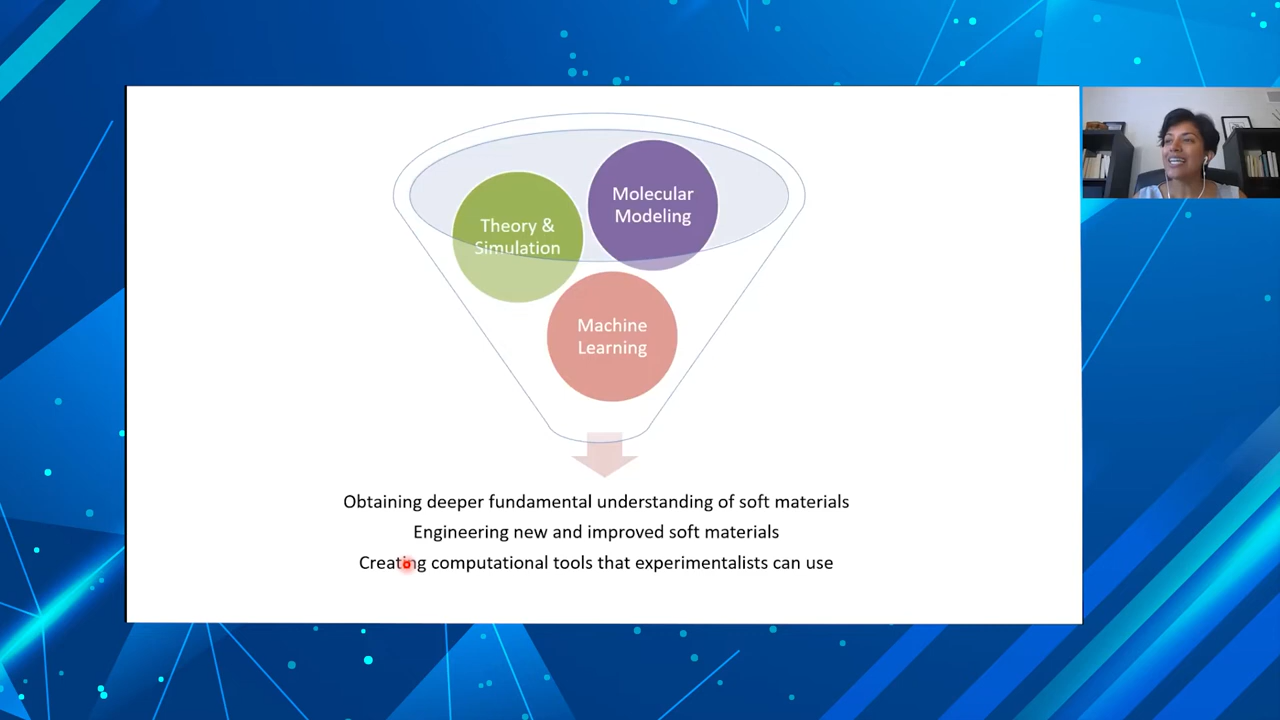 Theory &
Simulation
Molecular
Modeling
Machine
Learning
Obtaining deeper fundamental understanding of soft materials
Engineering new and improved soft materials
Creating computational tools that experimentalists can use